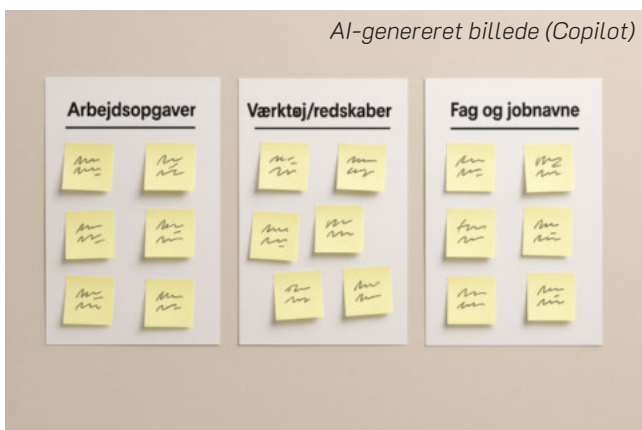 AI-genereret billede (Copilot)
Arbejdsopgaver
Værktøj/redskaber
Fag og jobnavne